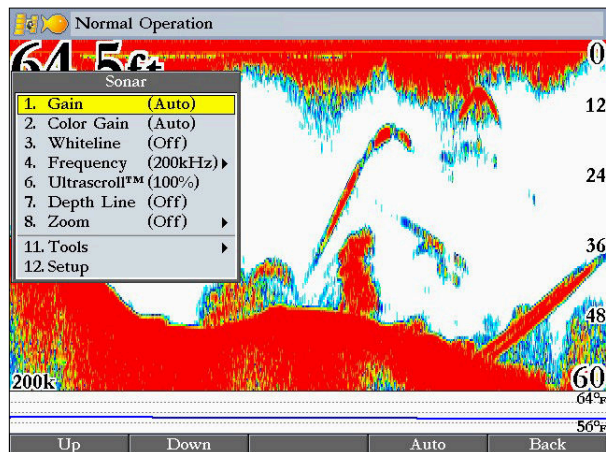 Normal Operation
64.5ft
Sonar
1. Gain (Auto)
2. Color Gain (Auto)
3. Whiteline (Off)
4. Frequency (200kHz)
6. Ultrascroll™ (100%)
7. Depth Line (Off)
8. Zoom (Off)
11. Tools
12. Setup
0
12
24
36
48
60
200k
64°F
56°F
Up Down Auto Back